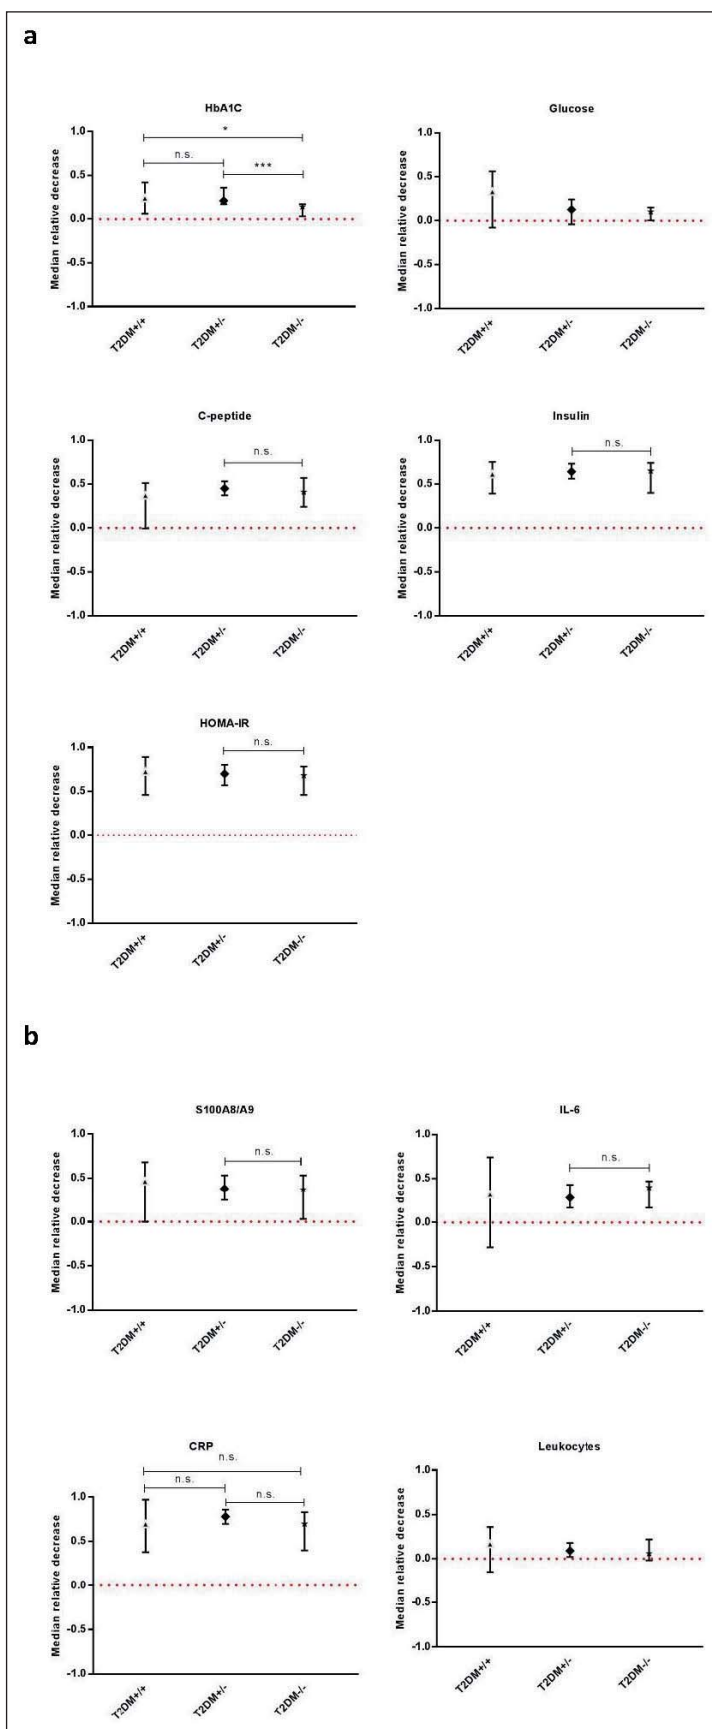 a
HbA1C
Median relative decrease
1.0
0.5
0.0
-0.5
-1.0
*
n.s.
***
T2DM+/+
T2DM+/-
T2DM-/-
Glucose
Median relative decrease
1.0
0.5
0.0
-0.5
-1.0
T2DM+/+
T2DM+/-
T2DM-/-
C-peptide
Median relative decrease
1.0
0.5
0.0
-0.5
-1.0
n.s.
T2DM+/+
T2DM+/-
T2DM-/-
Insulin
Median relative decrease
1.0
0.5
0.0
-0.5
-1.0
n.s.
T2DM+/+
T2DM+/-
T2DM-/-
HOMA-IR
Median relative decrease
1.0
0.5
0.0
-0.5
-1.0
n.s.
T2DM+/+
T2DM+/-
T2DM-/-
b
S100A8/A9
Median relative decrease
1.0
0.5
0.0
-0.5
-1.0
n.s.
T2DM+/+
T2DM+/-
T2DM-/-
IL-6
Median relative decrease
1.0
0.5
0.0
-0.5
-1.0
n.s.
T2DM+/+
T2DM+/-
T2DM-/-
CRP
Median relative decrease
1.0
0.5
0.0
-0.5
-1.0
n.s.
n.s.
n.s.
T2DM+/+
T2DM+/-
T2DM-/-
Leukocytes
Median relative decrease
1.0
0.5
0.0
-0.5
-1.0
T2DM+/+
T2DM+/-
T2DM-/-